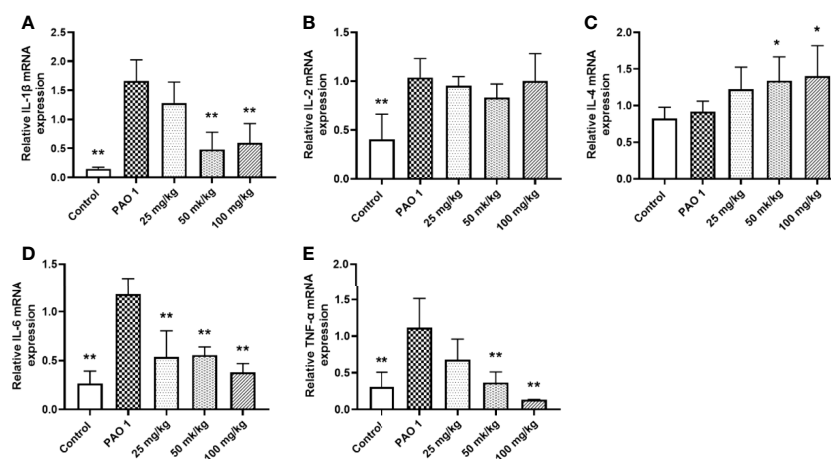 A
Relative IL-1β mRNA
expression
2.5
2.0
1.5
1.0
0.5
0.0
**
**
**
Control
PAO 1
25 mg/kg
50 mk/kg
100 mg/kg
B
Relative IL-2 mRNA
expression
1.5
1.0
0.5
0.0
**
Control
PAO 1
25 mg/kg
50 mk/kg
100 mg/kg
C
Relative IL-4 mRNA
expression
2.0
1.5
1.0
0.5
0.0
*
*
Control
PAO 1
25 mg/kg
50 mk/kg
100 mg/kg
D
Relative IL-6 mRNA
expression
1.5
1.0
0.5
0.0
**
**
**
**
Control
PAO 1
25 mg/kg
50 mk/kg
100 mg/kg
E
Relative TNF-α mRNA
expression
2.0
1.5
1.0
0.5
0.0
**
**
**
Control
PAO 1
25 mg/kg
50 mk/kg
100 mg/kg